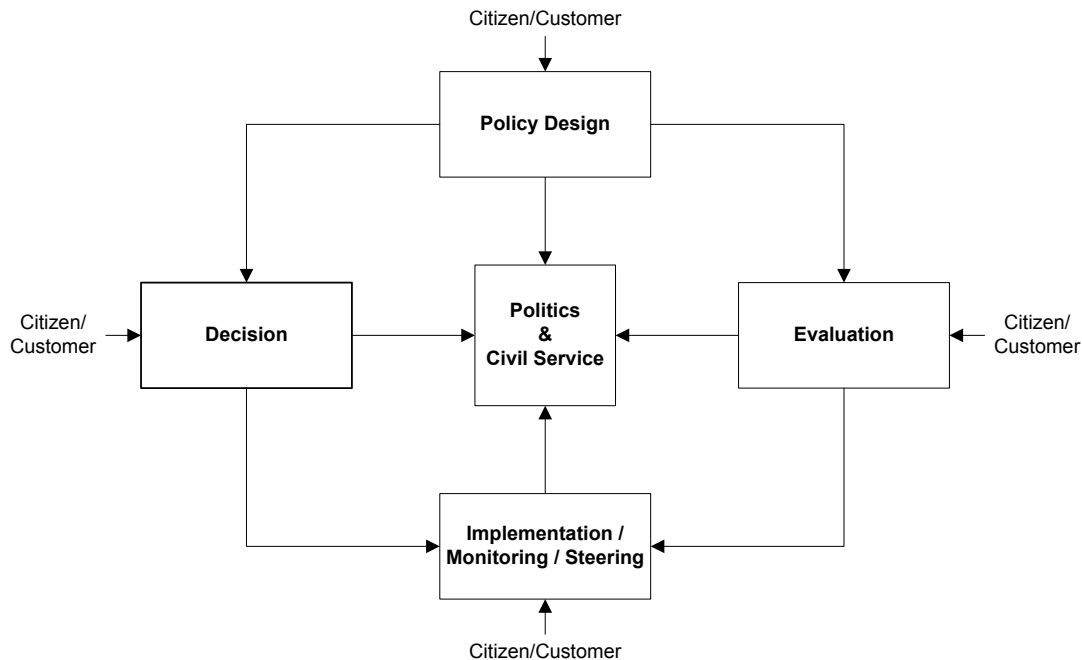 Citizen/Customer
Policy Design
Citizen/
Customer
Decision
Politics
&
Civil Service
Evaluation
Citizen/
Customer
Implementation /
Monitoring / Steering
Citizen/Customer